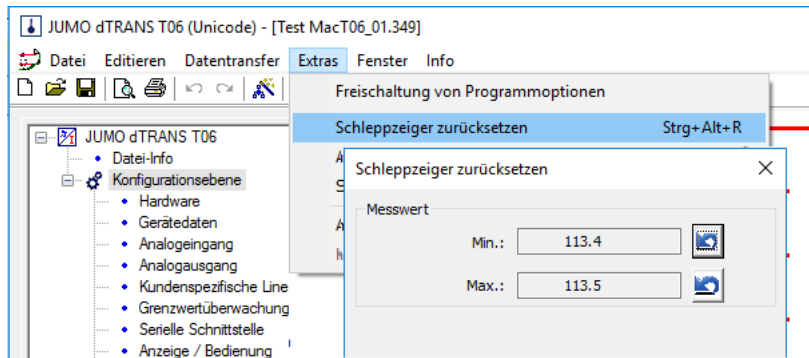 JUMO dTRANS T06 (Unicode) - [Test MacT06_01.349]
Datei Editieren Datentransfer Extras Fenster Info
Freischaltung von Programmoptionen
Schleppzeiger zurücksetzen Strg+Alt+R
JUMO dTRANS T06
Datei-Info
Konfigurationsebene
Hardware
Gerätedaten
Analogeingang
Analogausgang
Kundenspezifische Line
Grenzwertüberwachung
Serielle Schnittstelle
Anzeige / Bedienung
Schleppzeiger zurücksetzen
Messwert
Min.: 113.4
Max.: 113.5